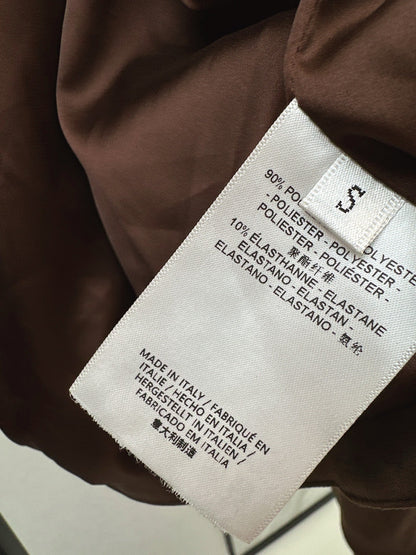 S
90% POLYESTER
- POLIESTER - POLYESTER -
POLIESTER - POLIÉSTER -
聚酯纤维
10% ÉLASTHANNE - ELASTANE
ELASTANO - ELASTAN -
ELASTANO - ELASTANO - 氨纶
MADE IN ITALY / FABRIQUÉ EN
ITALIE / HECHO EN ITALIA /
HERGESTELLT IN ITALIEN /
FABRICADO EM ITALIA
意大利制造